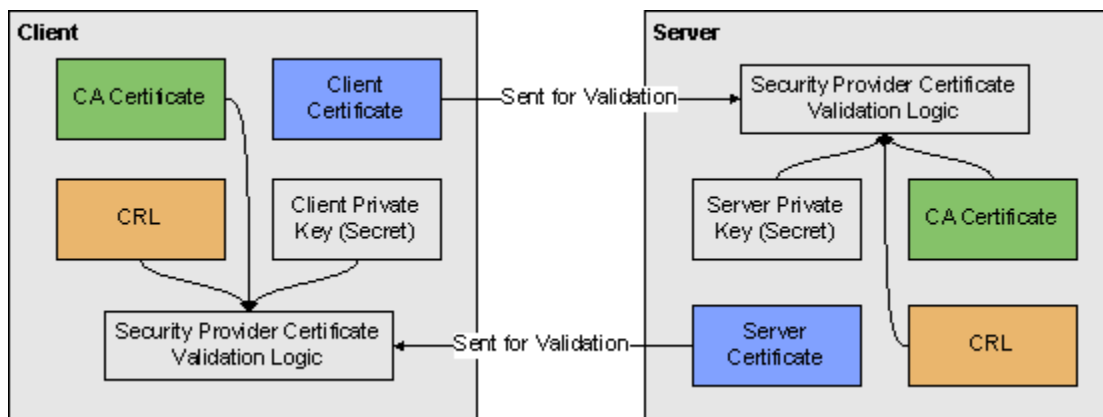 Client
CA Certificate
Client
Certificate
CRL
Client Private
Key (Secret)
Security Provider Certificate
Validation Logic
Sent for Validation
Sent for Validation
Server
Security Provider Certificate
Validation Logic
Server Private
Key (Secret)
CA Certificate
Server
Certificate
CRL